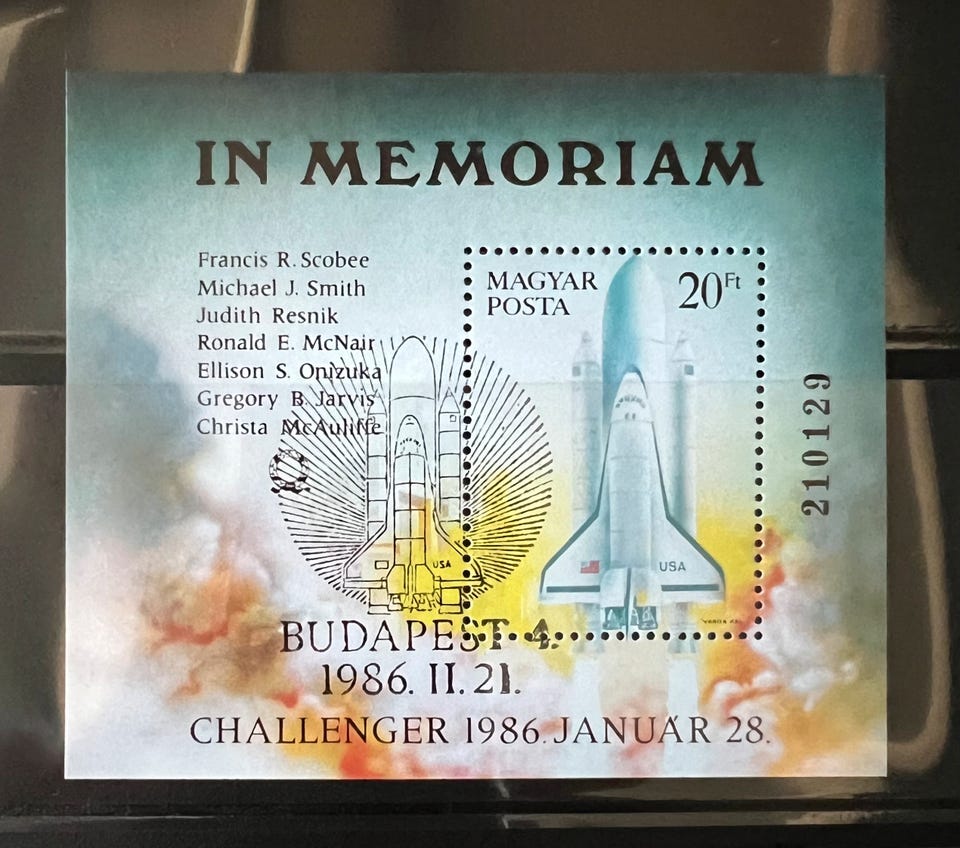 IN MEMORIAM
Francis R. Scobee
Michael J. Smith
Judith Resnik
Ronald E. McNair
Ellison S. Onizuka
Gregory B. Jarvis
Christa McAuliffe
MAGYAR
POSTA
20Ft
USA
USA
210129
BUDAPEST 4.
1986. II. 21.
CHALLENGER 1986. JANUÁR 28.